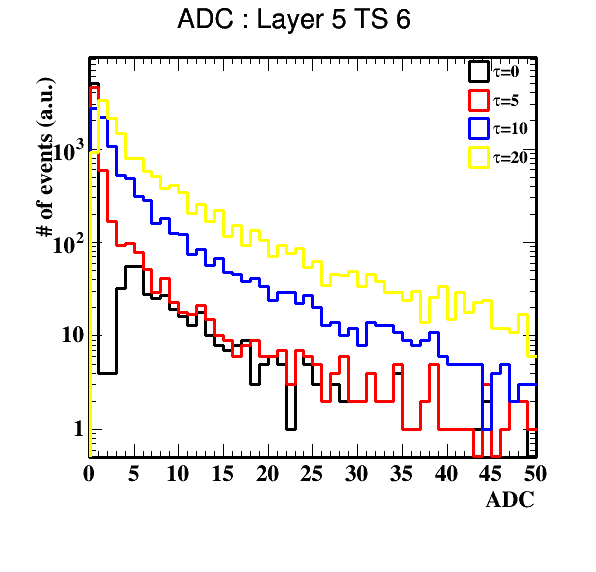 ADC : Layer 5 TS 6
# of events (a.u.)
τ=0
τ=5
τ=10
τ=20
10³
10²
10
1
0 5 10 15 20 25 30 35 40 45 50
ADC